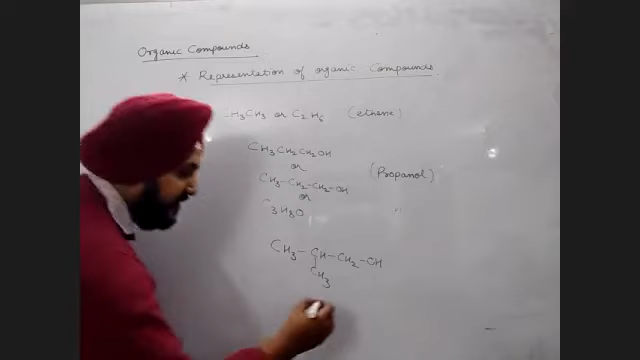 Organic Compounds
* Representation of organic Compounds
-H3CH3 or C2H6 (ethane)
CH3CH2CH2OH
or
CH3-CH2-CH2-OH (Propanol)
or
C3H8O "
CH3-CH-CH2-OH
CH3